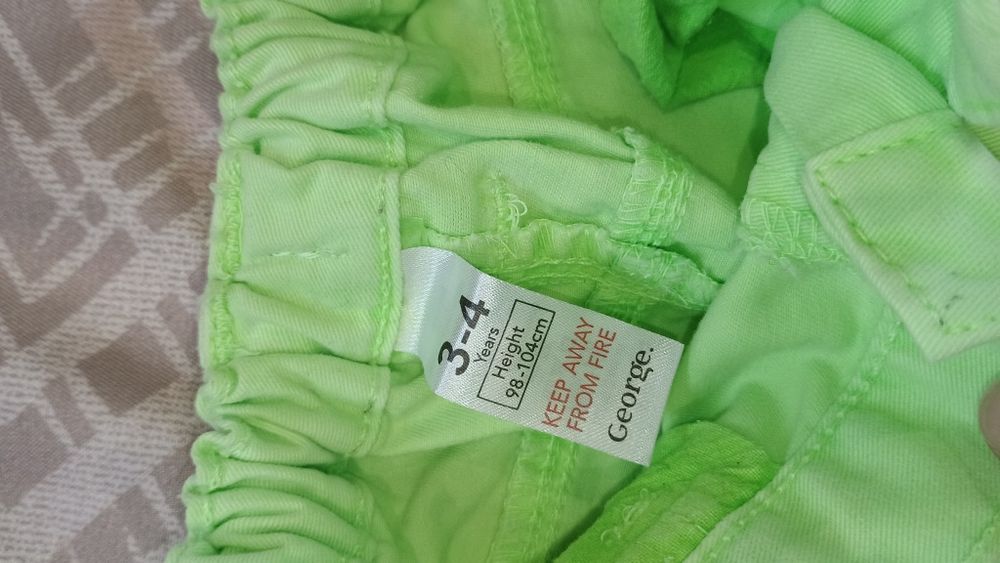 3-4
Years
Height
98-104cm
KEEP AWAY
FROM FIRE
George.